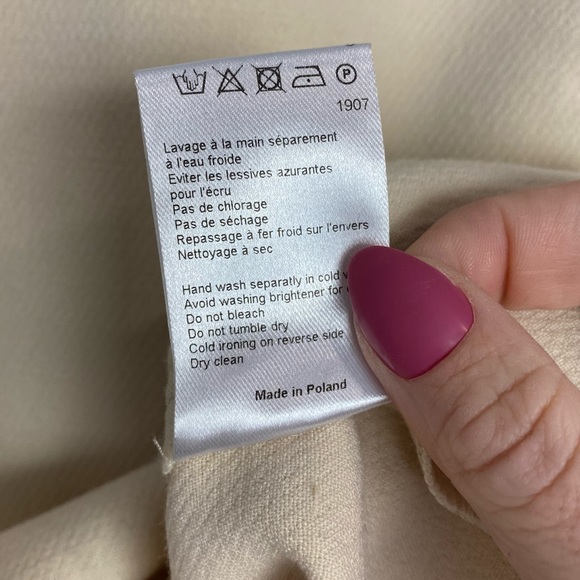 P
1907
Lavage à la main séparement
à l'eau froide
Eviter les lessives azurantes
pour l'écru
Pas de chlorage
Pas de séchage
Repassage à fer froid sur l'envers
Nettoyage à sec
Hand wash separatly in cold
Avoid washing brightener for
Do not bleach
Do not tumble dry
Cold ironing on reverse side
Dry clean
Made in Poland